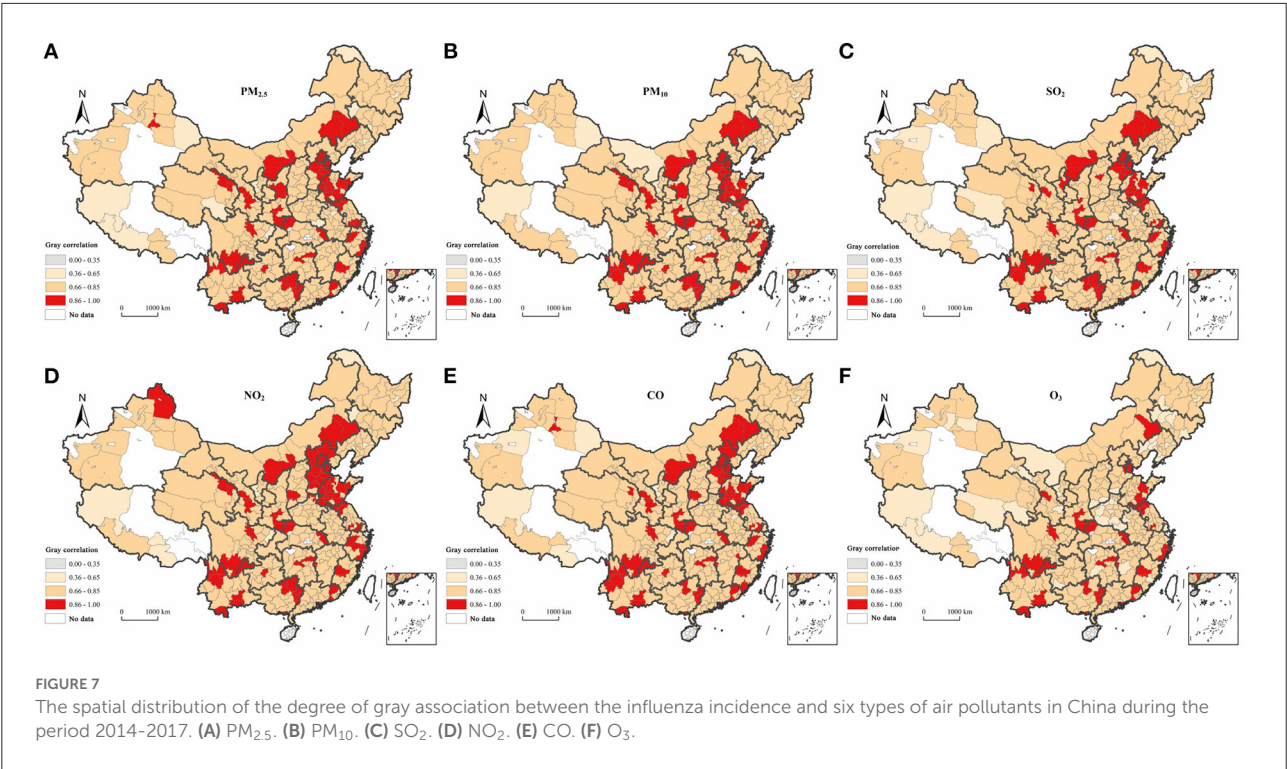 A
N
PM2.5
Gray correlation
0.00 - 0.35
0.36 - 0.65
0.66 - 0.85
0.86 - 1.00
No data
0 1000 km
B
N
PM10
Gray correlation
0.00 - 0.35
0.36 - 0.65
0.66 - 0.85
0.86 - 1.00
No data
0 1000 km
C
N
SO2
Gray correlation
0.00 - 0.35
0.36 - 0.65
0.66 - 0.85
0.86 - 1.00
No data
0 1000 km
D
N
NO2
Gray correlation
0.00 - 0.35
0.36 - 0.65
0.66 - 0.85
0.86 - 1.00
No data
0 1000 km
E
N
CO
Gray correlation
0.00 - 0.35
0.36 - 0.65
0.66 - 0.85
0.86 - 1.00
No data
0 1000 km
F
N
O3
Gray correlation
0.00 - 0.35
0.36 - 0.65
0.66 - 0.85
0.86 - 1.00
No data
0 1000 km
FIGURE 7
The spatial distribution of the degree of gray association between the influenza incidence and six types of air pollutants in China during the
period 2014-2017. (A) PM2.5. (B) PM10. (C) SO2. (D) NO2. (E) CO. (F) O3.